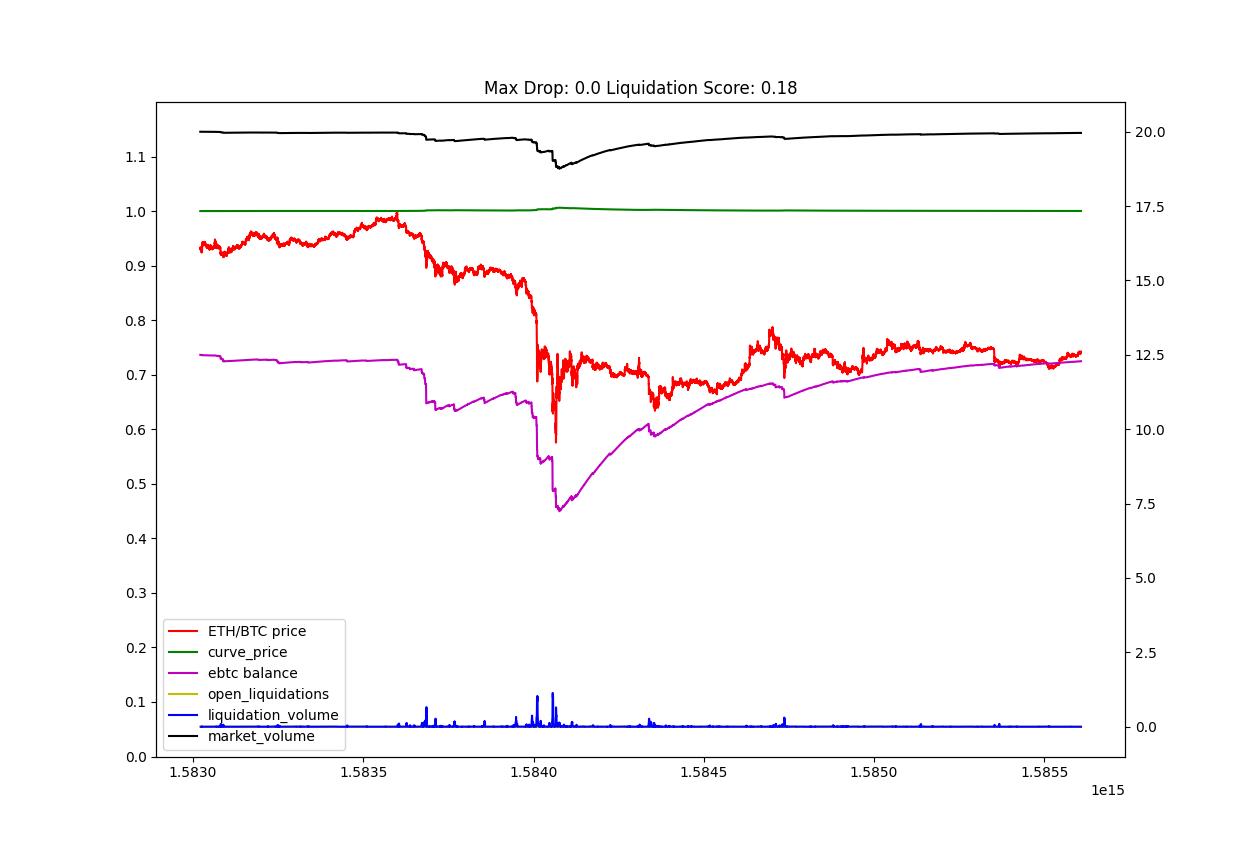 Max Drop: 0.0 Liquidation Score: 0.18
1.1
1.0
0.9
0.8
0.7
0.6
0.5
0.4
0.3
0.2
0.1
0.0
20.0
17.5
15.0
12.5
10.0
7.5
5.0
2.5
0.0
ETH/BTC price
curve_price
ebtc balance
open_liquidations
liquidation_volume
market_volume
1.5830 1.5835 1.5840 1.5845 1.5850 1.5855
1e15